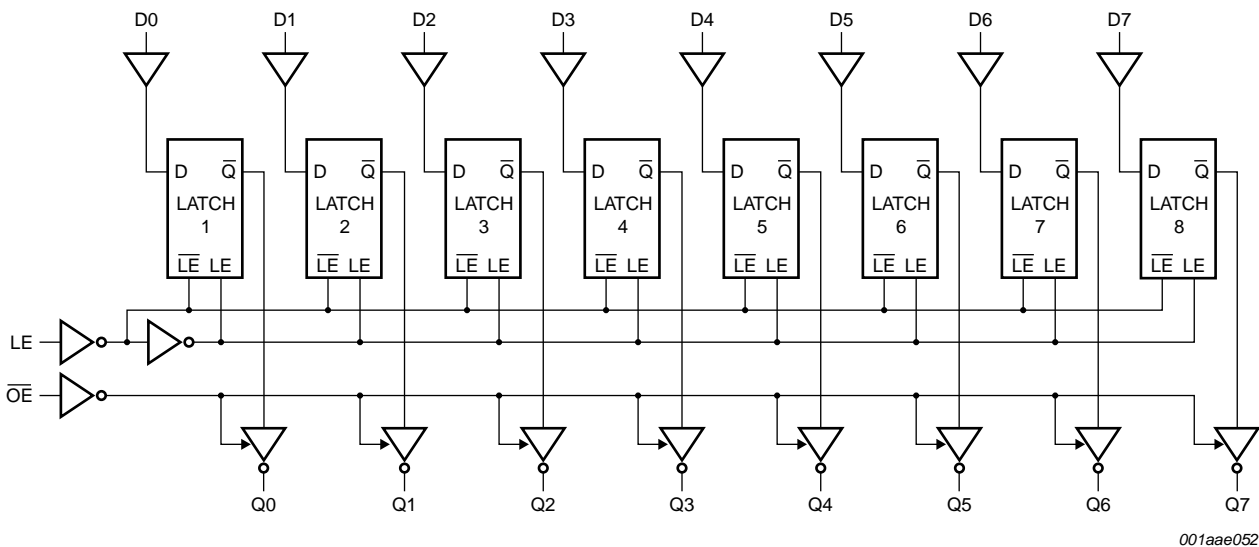 D0 D1 D2 D3 D4 D5 D6 D7
D Q̅ D Q̅ D Q̅ D Q̅ D Q̅ D Q̅ D Q̅ D Q̅
LATCH LATCH LATCH LATCH LATCH LATCH LATCH LATCH
1 2 3 4 5 6 7 8
L̅E̅ LE L̅E̅ LE L̅E̅ LE L̅E̅ LE L̅E̅ LE L̅E̅ LE L̅E̅ LE L̅E̅ LE
LE
O̅E̅
Q0 Q1 Q2 Q3 Q4 Q5 Q6 Q7
001aae052